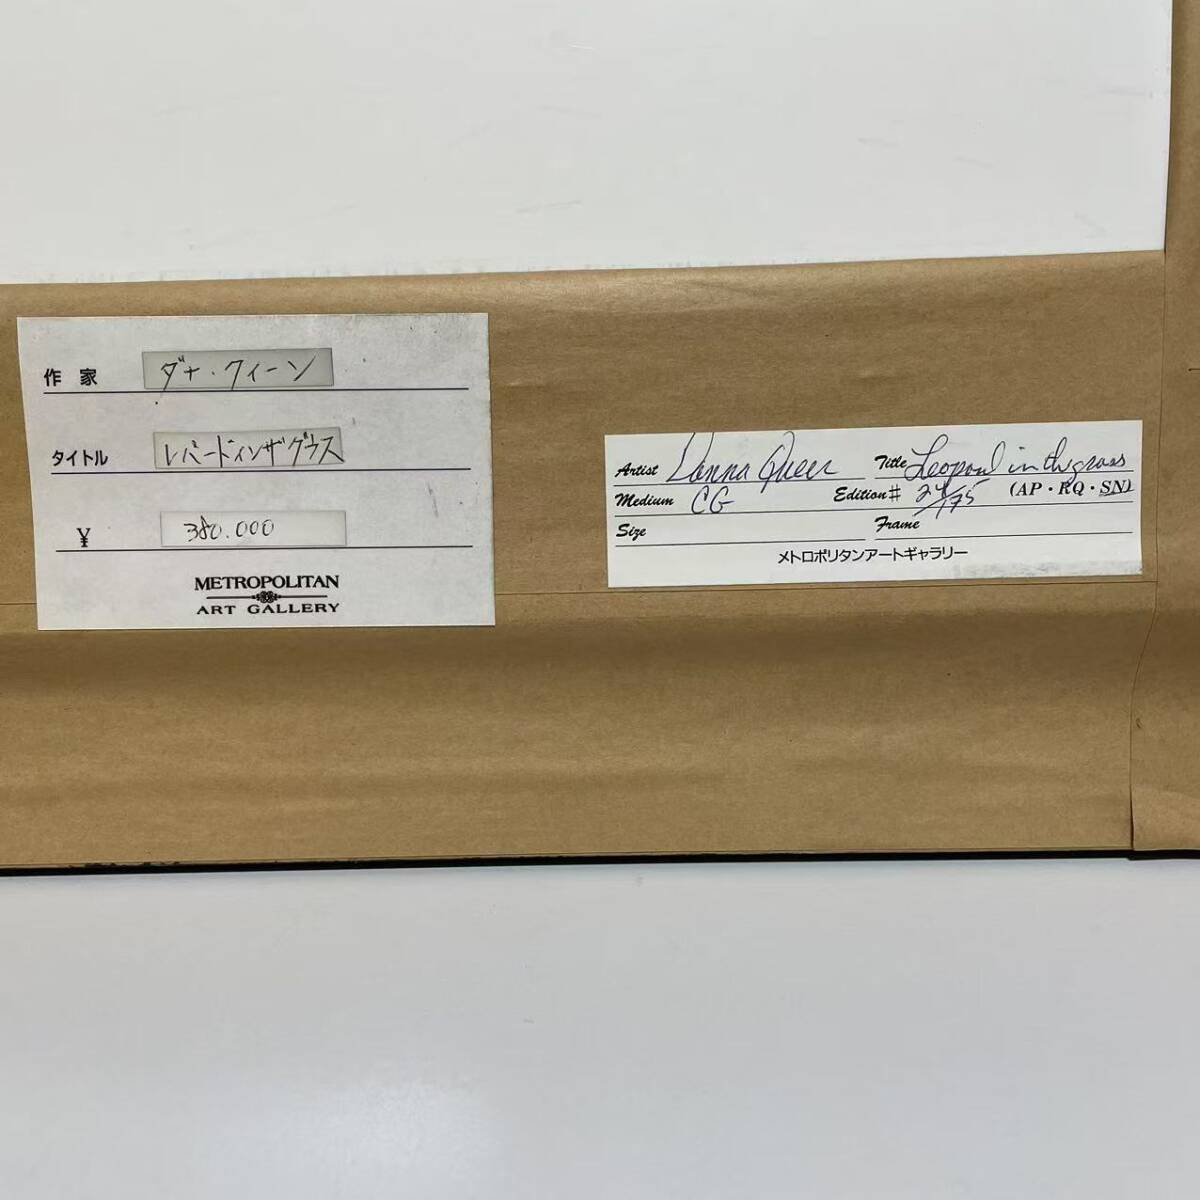 作家 ダナ・クィーン
タイトル レパードインザグラス
¥ 380.000
METROPOLITAN
ART GALLERY
Artist Danna Queen Title Leopard in the grass
Medium CG Edition# 24/175 (AP・RQ・SN)
Size Frame
メトロポリタンアートギャラリー